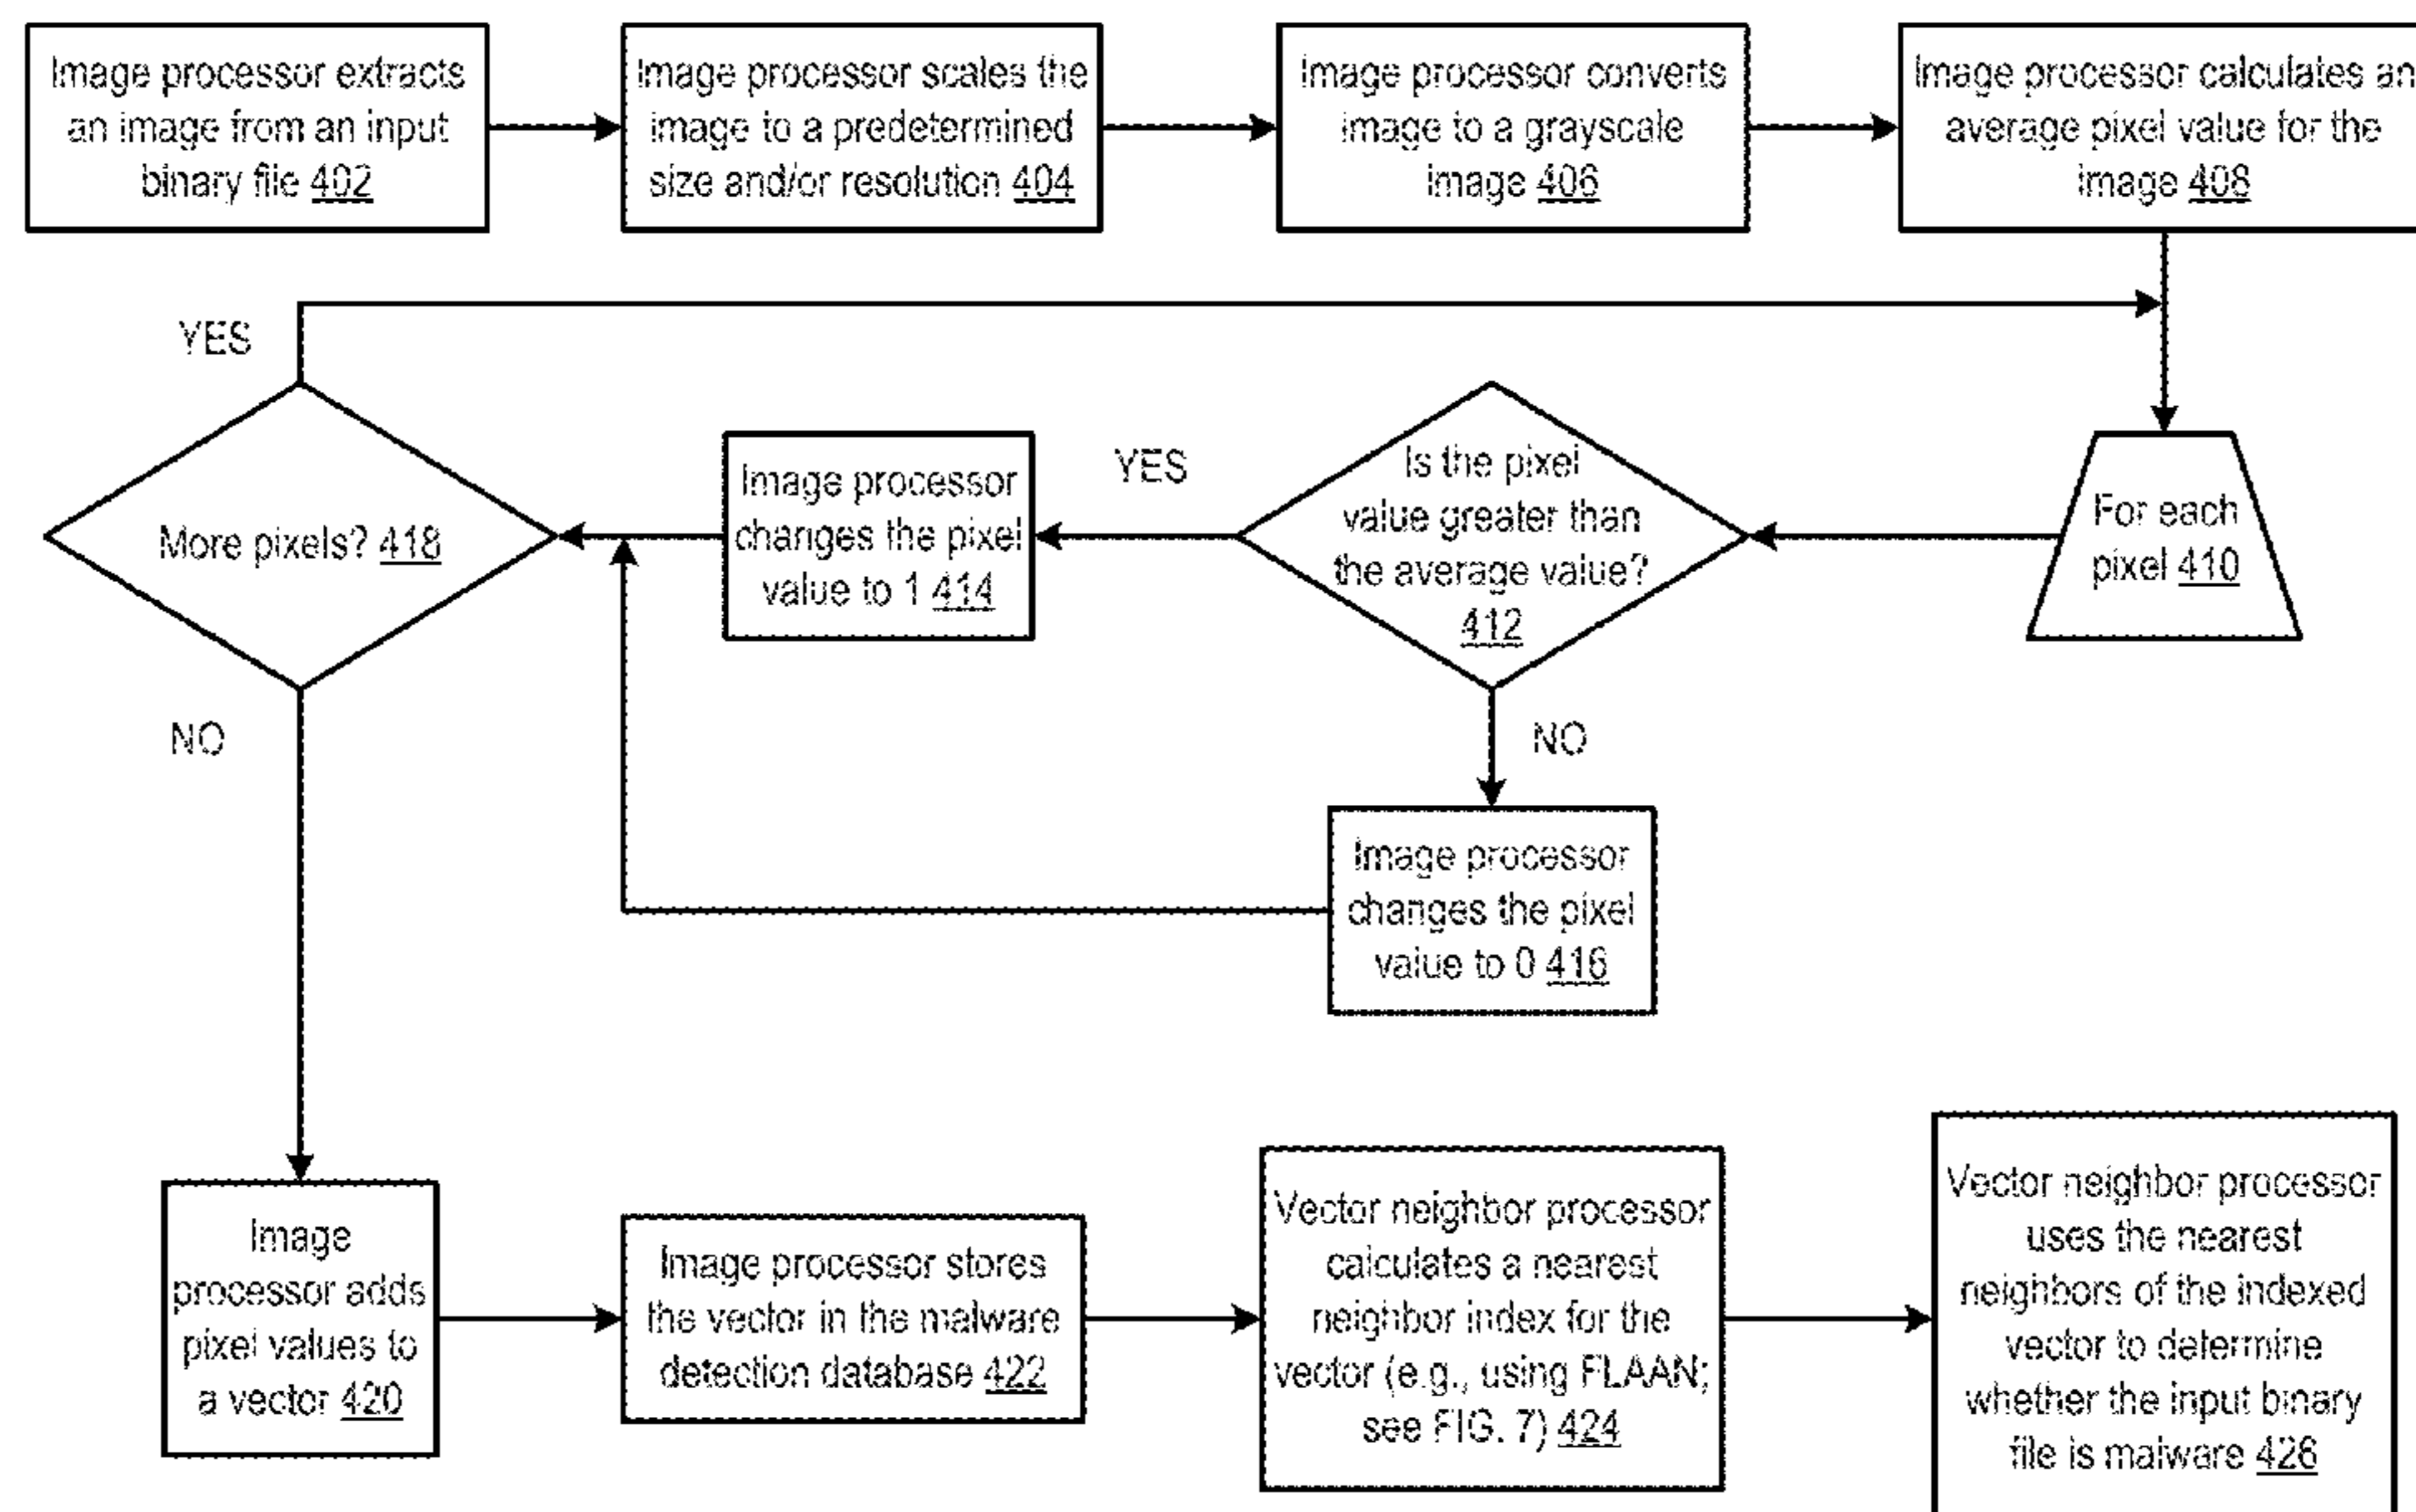 Image processor extracts
an image from an input
binary file 402
Image processor scales the
image to a predetermined
size and/or resolution 404
Image processor converts
image to a grayscale
image 406
Image processor calculates an
average pixel value for the
image 408
YES
More pixels? 418
NO
Image processor
changes the pixel
value to 1 414
YES
Is the pixel
value greater than
the average value?
412
NO
For each
pixel 410
Image processor
changes the pixel
value to 0 416
Image
processor adds
pixel values to
a vector 420
Image processor stores
the vector in the malware
detection database 422
Vector neighbor processor
calculates a nearest
neighbor index for the
vector (e.g., using FLAAN;
see FIG. 7) 424
Vector neighbor processor
uses the nearest
neighbors of the indexed
vector to determine
whether the input binary
file is malware 426